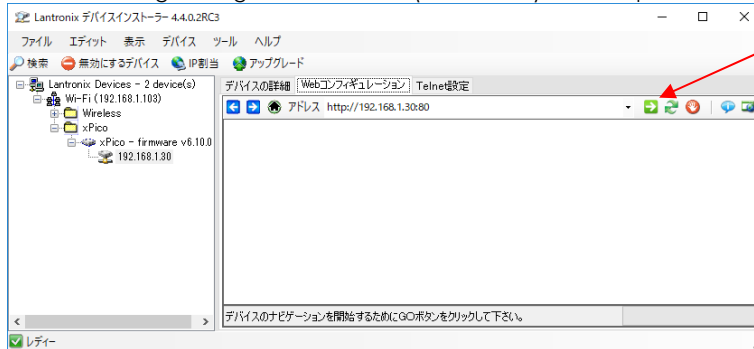 Lantronix デバイスインストーラー 4.4.0.2RC3
ファイル エディット 表示 デバイス ツール ヘルプ
検索 無効にするデバイス IP割当 アップグレード
Lantronix Devices - 2 device(s)
Wi-Fi (192.168.1.103)
Wireless
xPico
xPico - firmware v6.10.0
192.168.1.30
デバイスの詳細 Webコンフィギュレーション Telnet設定
アドレス http://192.168.1.30:80
デバイスのナビゲーションを開始するためにGOボタンをクリックして下さい。
レディー